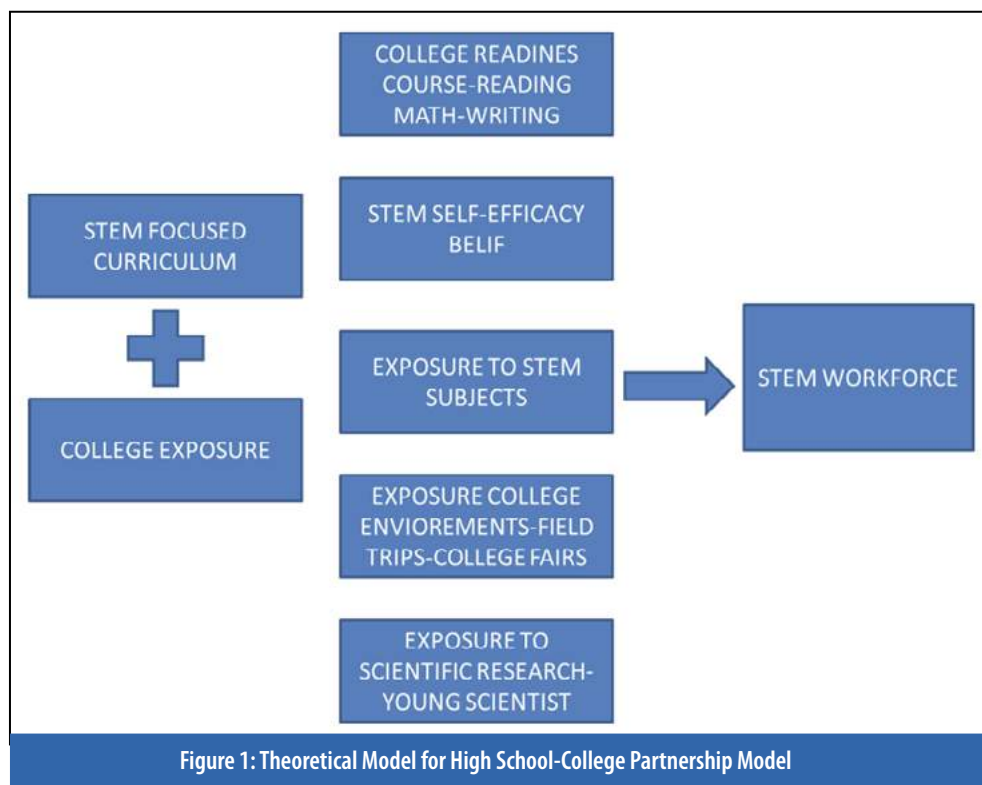 COLLEGE READINES
COURSE-READING
MATH-WRITING
STEM FOCUSED
CURRICULUM
STEM SELF-EFFICACY
BELIF
EXPOSURE TO STEM
SUBJECTS
STEM WORKFORCE
COLLEGE EXPOSURE
EXPOSURE COLLEGE
ENVIOREMENTS-FIELD
TRIPS-COLLEGE FAIRS
EXPOSURE TO
SCIENTIFIC RESEARCH-
YOUNG SCIENTIST
Figure 1: Theoretical Model for High School-College Partnership Model